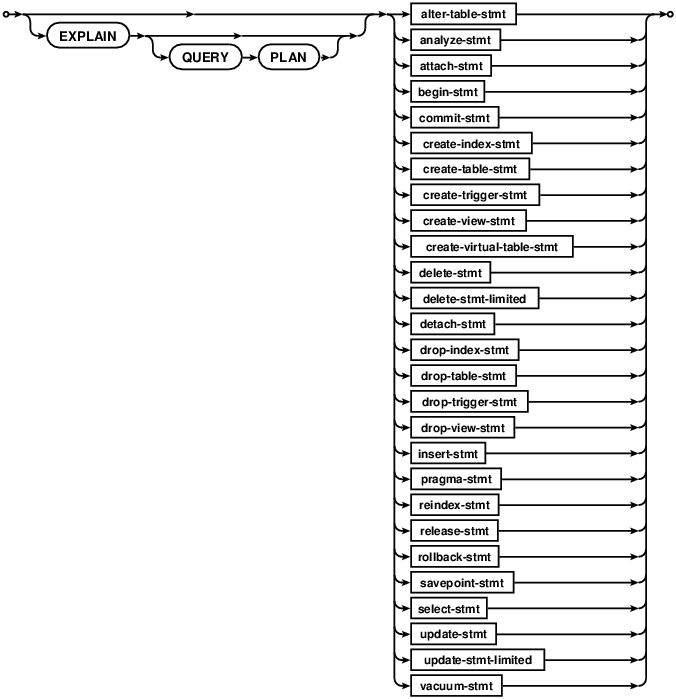 alter-table-stmt
EXPLAIN
analyze-stmt
QUERY PLAN
attach-stmt
begin-stmt
commit-stmt
create-index-stmt
create-table-stmt
create-trigger-stmt
create-view-stmt
create-virtual-table-stmt
delete-stmt
delete-stmt-limited
detach-stmt
drop-index-stmt
drop-table-stmt
drop-trigger-stmt
drop-view-stmt
insert-stmt
pragma-stmt
reindex-stmt
release-stmt
rollback-stmt
savepoint-stmt
select-stmt
update-stmt
update-stmt-limited
vacuum-stmt